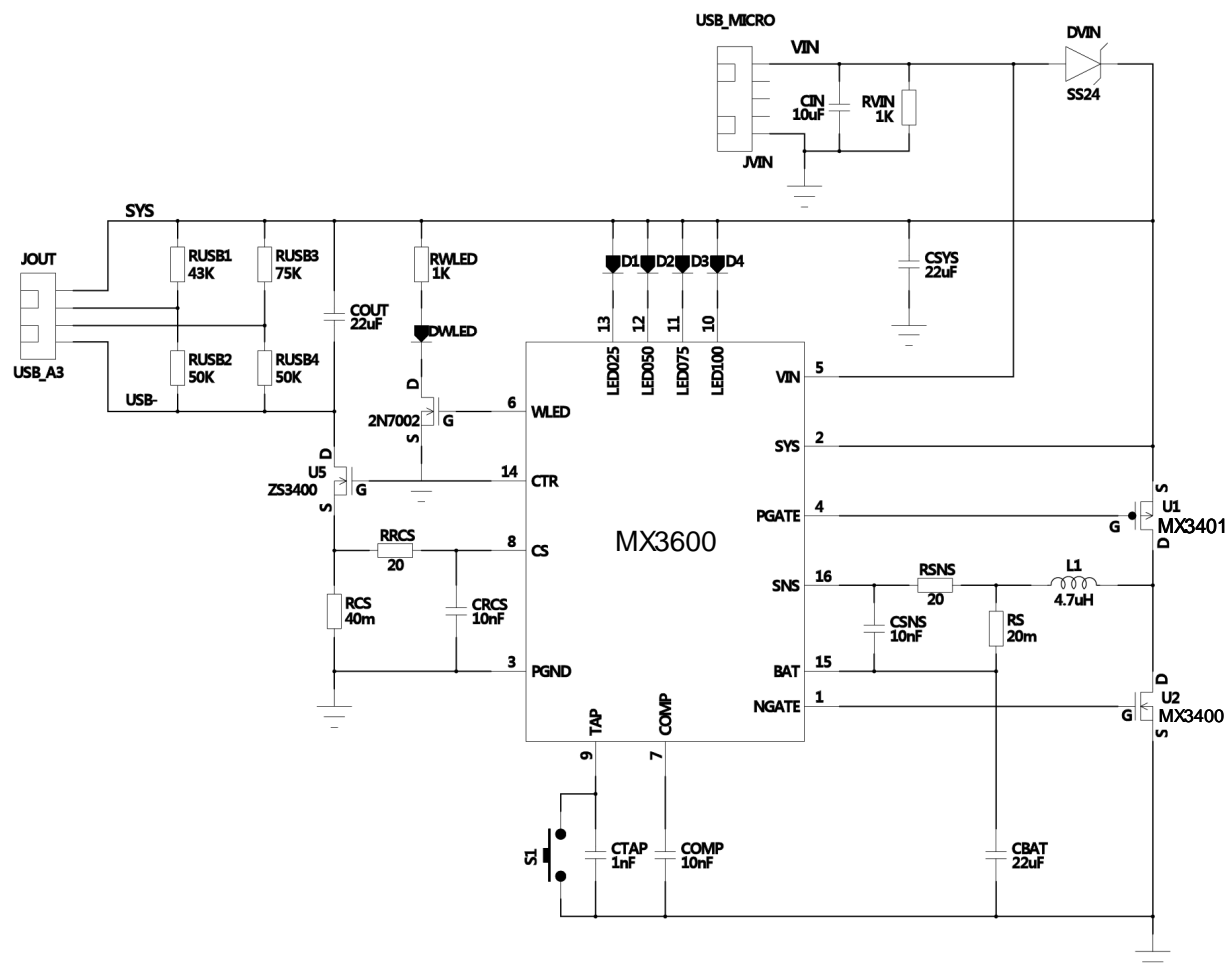 USB_MICRO
VIN
DVIN
SS24
CIN
10uF
RVIN
1K
JVIN
SYS
JOUT
USB_A3
RUSB1
43K
RUSB3
75K
COUT
22uF
RWLED
1K
DWLED
D1
D2
D3
D4
CSYS
22uF
RUSB2
50K
RUSB4
50K
USB-
13
12
11
10
LED025
LED050
LED075
LED100
VIN
5
D
2N7002
G
S
6
WLED
SYS
2
D
U5
ZS3400
G
S
14
CTR
PGATE
4
S
U1
G
MX3401
D
MX3600
RRCS
20
8
CS
SNS
16
RSNS
20
L1
4.7uH
RCS
40m
CRCS
10nF
CSNS
10nF
RS
20m
3
PGND
BAT
15
NGATE
1
D
U2
G
MX3400
S
TAP
COMP
9
7
S1
CTAP
1nF
COMP
10nF
CBAT
22uF